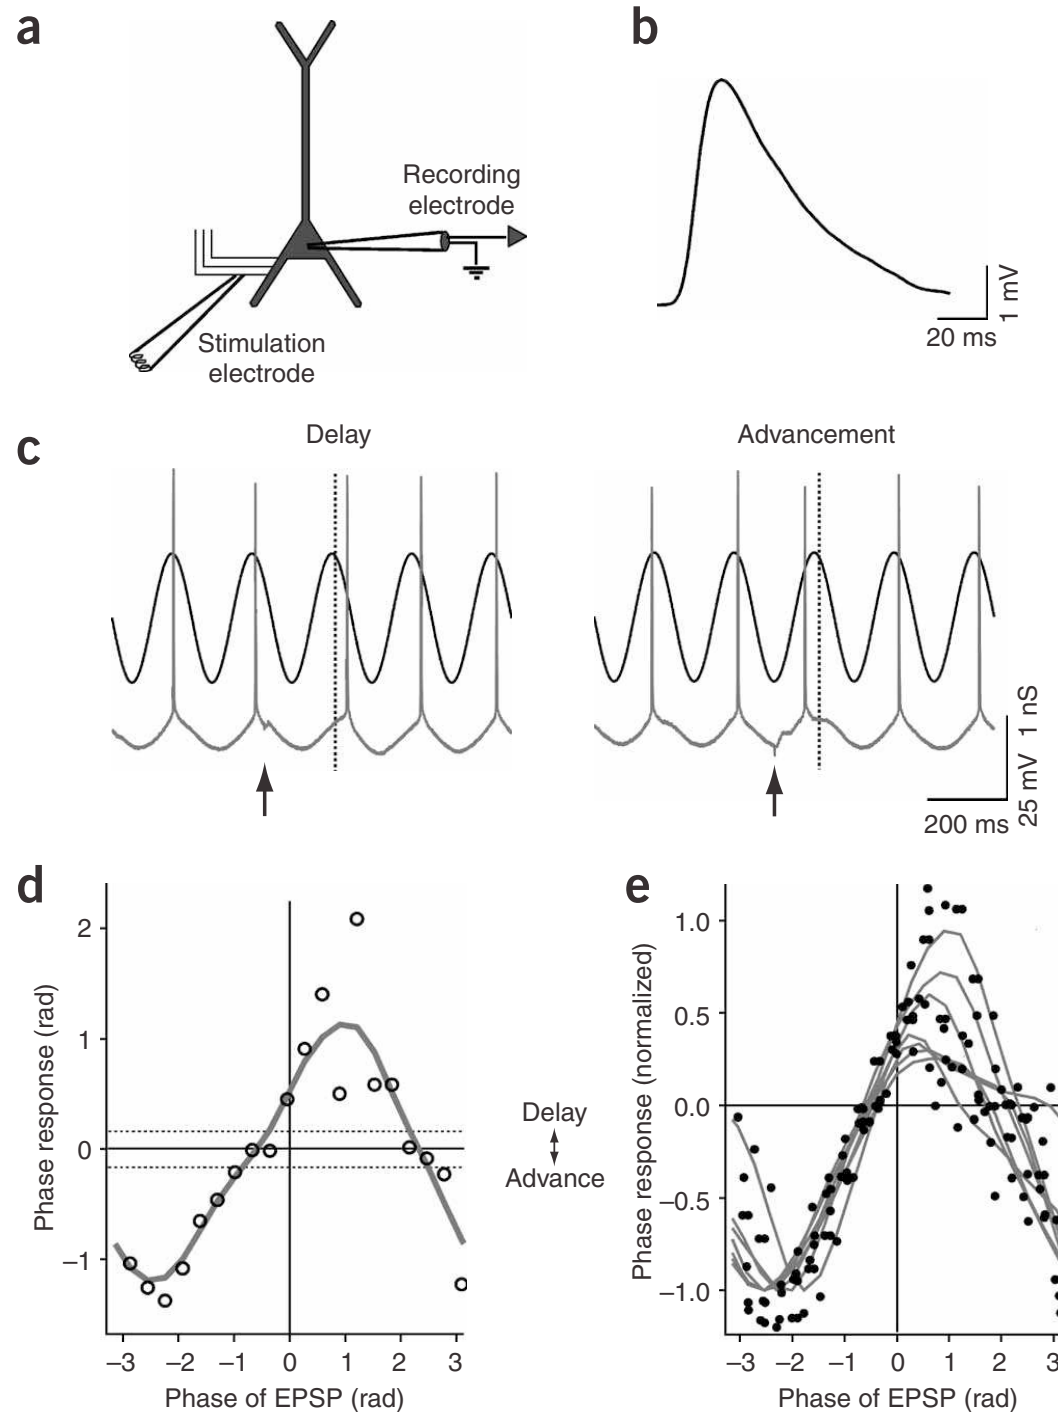 a
Recording
electrode
Stimulation
electrode
b
1 mV
20 ms
c
Delay
Advancement
25 mV 1 nS
200 ms
d
Phase response (rad)
2
1
0
−1
−3 −2 −1 0 1 2 3
Phase of EPSP (rad)
Delay
Advance
e
Phase response (normalized)
1.0
0.5
0.0
−0.5
−1.0
−3 −2 −1 0 1 2 3
Phase of EPSP (rad)